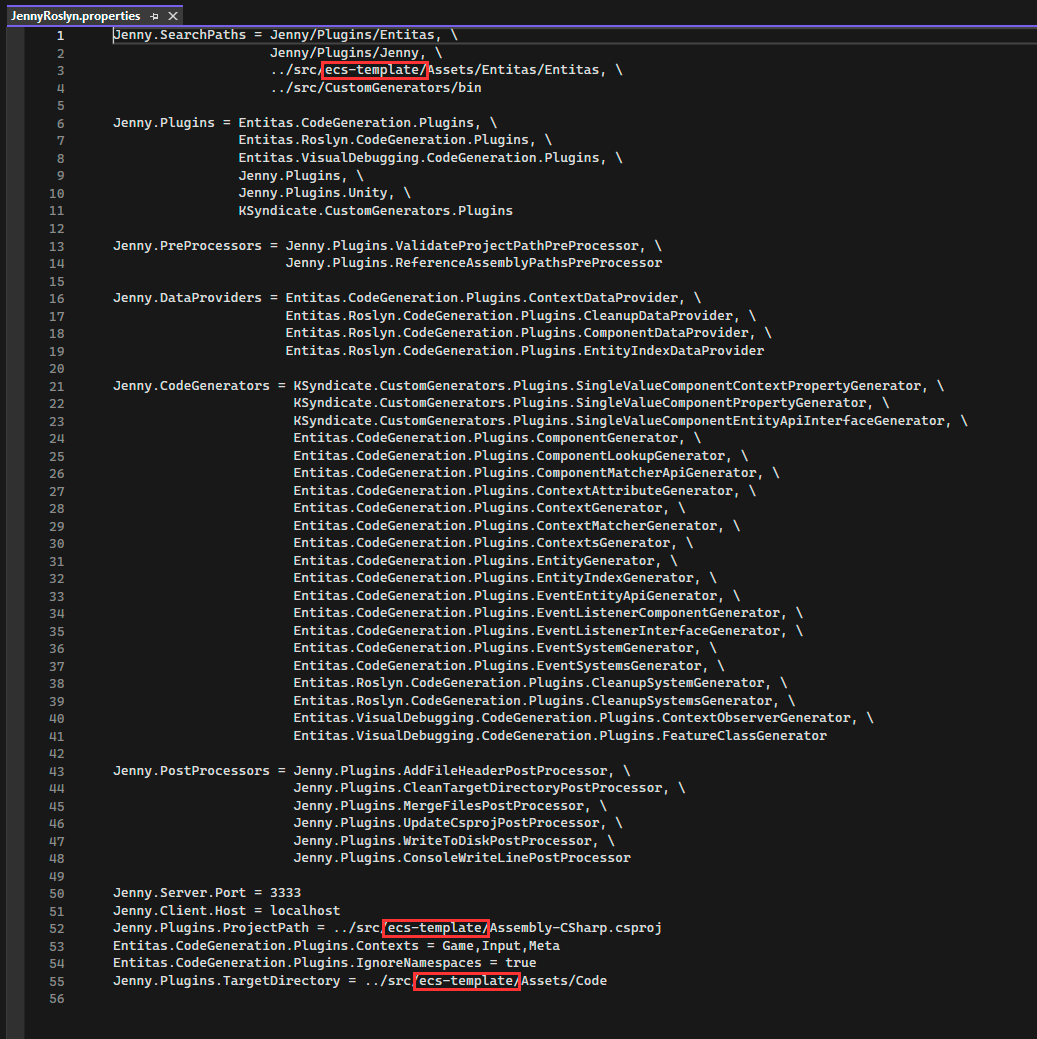 JennyRoslyn.properties
1 Jenny.SearchPaths = Jenny/Plugins/Entitas, \
2 Jenny/Plugins/Jenny, \
3 ../src/ecs-template/Assets/Entitas/Entitas, \
4 ../src/CustomGenerators/bin
5
6 Jenny.Plugins = Entitas.CodeGeneration.Plugins, \
7 Entitas.Roslyn.CodeGeneration.Plugins, \
8 Entitas.VisualDebugging.CodeGeneration.Plugins, \
9 Jenny.Plugins, \
10 Jenny.Plugins.Unity, \
11 KSyndicate.CustomGenerators.Plugins
12
13 Jenny.PreProcessors = Jenny.Plugins.ValidateProjectPathPreProcessor, \
14 Jenny.Plugins.ReferenceAssemblyPathsPreProcessor
15
16 Jenny.DataProviders = Entitas.CodeGeneration.Plugins.ContextDataProvider, \
17 Entitas.Roslyn.CodeGeneration.Plugins.CleanupDataProvider, \
18 Entitas.Roslyn.CodeGeneration.Plugins.ComponentDataProvider, \
19 Entitas.Roslyn.CodeGeneration.Plugins.EntityIndexDataProvider
20
21 Jenny.CodeGenerators = KSyndicate.CustomGenerators.Plugins.SingleValueComponentContextPropertyGenerator, \
22 KSyndicate.CustomGenerators.Plugins.SingleValueComponentPropertyGenerator, \
23 KSyndicate.CustomGenerators.Plugins.SingleValueComponentEntityApiInterfaceGenerator, \
24 Entitas.CodeGeneration.Plugins.ComponentGenerator, \
25 Entitas.CodeGeneration.Plugins.ComponentLookupGenerator, \
26 Entitas.CodeGeneration.Plugins.ComponentMatcherApiGenerator, \
27 Entitas.CodeGeneration.Plugins.ContextAttributeGenerator, \
28 Entitas.CodeGeneration.Plugins.ContextGenerator, \
29 Entitas.CodeGeneration.Plugins.ContextMatcherGenerator, \
30 Entitas.CodeGeneration.Plugins.ContextsGenerator, \
31 Entitas.CodeGeneration.Plugins.EntityGenerator, \
32 Entitas.CodeGeneration.Plugins.EntityIndexGenerator, \
33 Entitas.CodeGeneration.Plugins.EventEntityApiGenerator, \
34 Entitas.CodeGeneration.Plugins.EventListenerComponentGenerator, \
35 Entitas.CodeGeneration.Plugins.EventListenerInterfaceGenerator, \
36 Entitas.CodeGeneration.Plugins.EventSystemGenerator, \
37 Entitas.CodeGeneration.Plugins.EventSystemsGenerator, \
38 Entitas.Roslyn.CodeGeneration.Plugins.CleanupSystemGenerator, \
39 Entitas.Roslyn.CodeGeneration.Plugins.CleanupSystemsGenerator, \
40 Entitas.VisualDebugging.CodeGeneration.Plugins.ContextObserverGenerator, \
41 Entitas.VisualDebugging.CodeGeneration.Plugins.FeatureClassGenerator
42
43 Jenny.PostProcessors = Jenny.Plugins.AddFileHeaderPostProcessor, \
44 Jenny.Plugins.CleanTargetDirectoryPostProcessor, \
45 Jenny.Plugins.MergeFilesPostProcessor, \
46 Jenny.Plugins.UpdateCsprojPostProcessor, \
47 Jenny.Plugins.WriteToDiskPostProcessor, \
48 Jenny.Plugins.ConsoleWriteLinePostProcessor
49
50 Jenny.Server.Port = 3333
51 Jenny.Client.Host = localhost
52 Jenny.Plugins.ProjectPath = ../src/ecs-template/Assembly-CSharp.csproj
53 Entitas.CodeGeneration.Plugins.Contexts = Game,Input,Meta
54 Entitas.CodeGeneration.Plugins.IgnoreNamespaces = true
55 Jenny.Plugins.TargetDirectory = ../src/ecs-template/Assets/Code
56